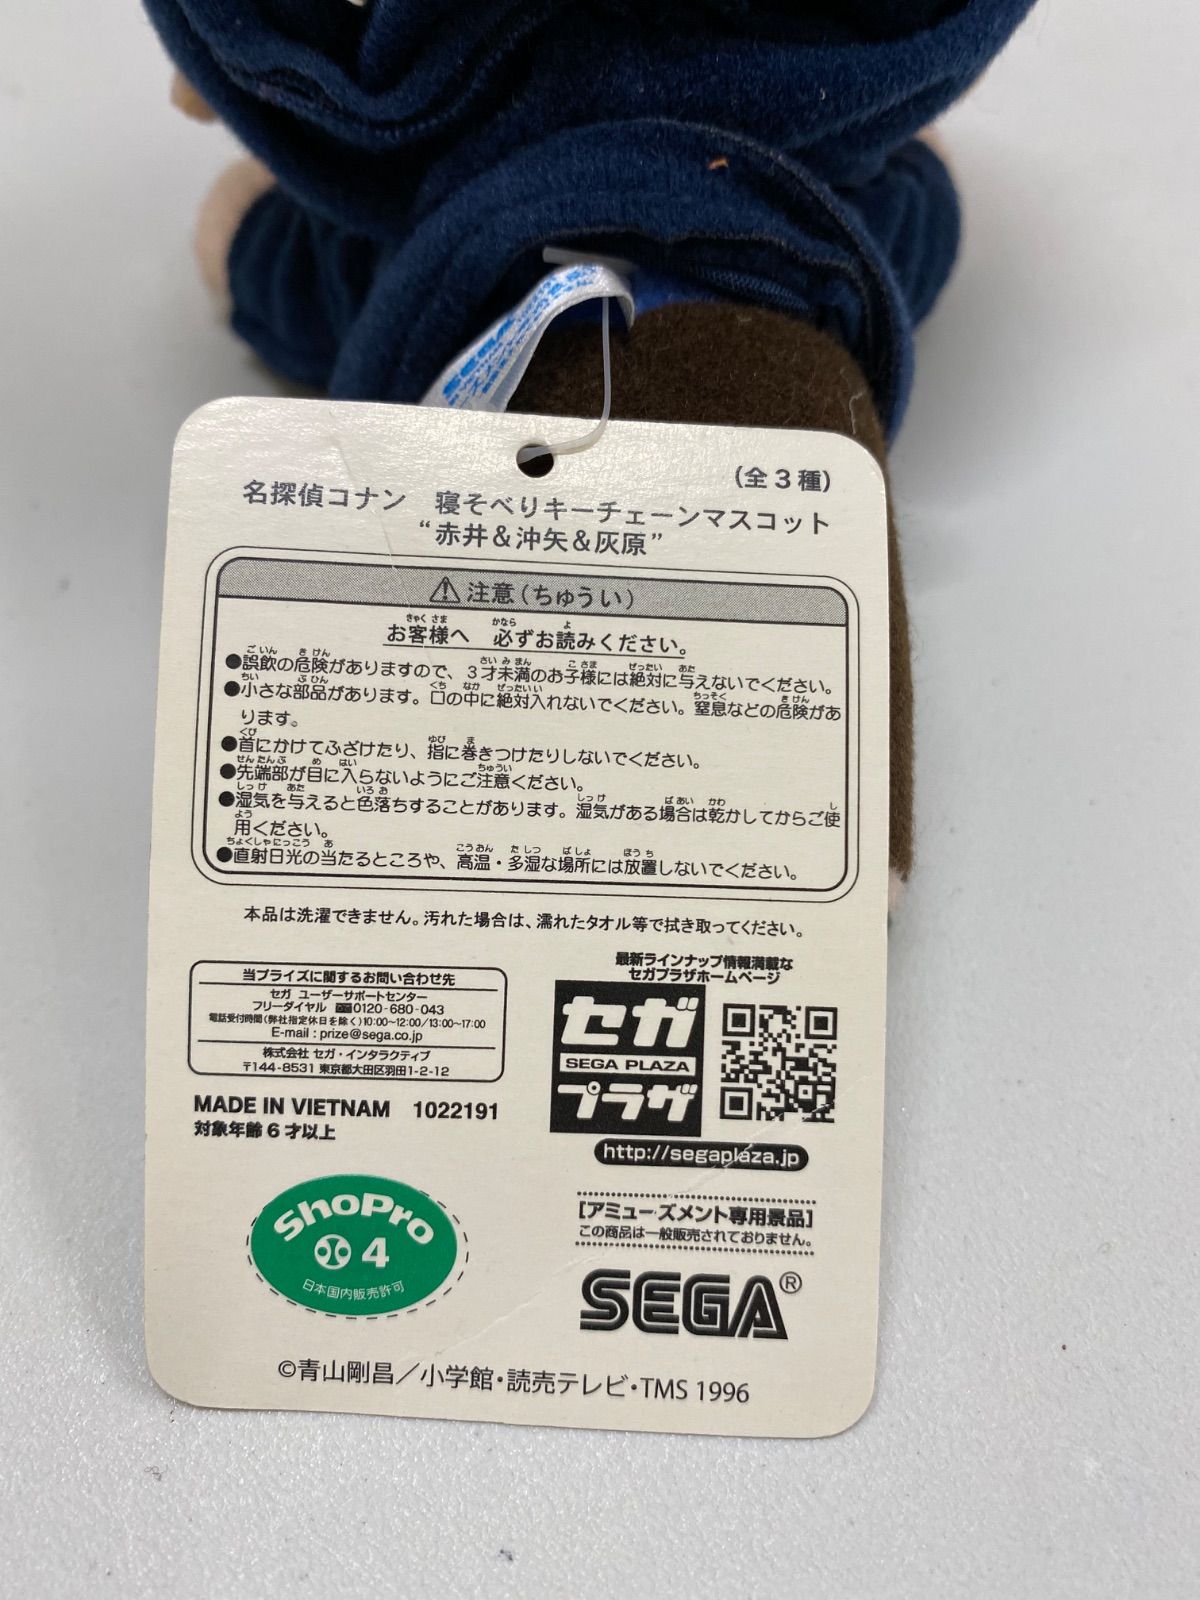 (全3種)
名探偵コナン 寝そべりキーチェーンマスコット
“赤井&沖矢&灰原”
注意(ちゅうい)
お客様へ 必ずお読みください。
●誤飲の危険がありますので、3才未満のお子様には絶対に与えないでください。
●小さな部品があります。口の中に絶対入れないでください。窒息などの危険があ
ります。
●首にかけてふざけたり、指に巻きつけたりしないでください。
●先端部が目に入らないようにご注意ください。
●湿気を与えると色落ちすることがあります。湿気がある場合は乾かしてからご使
用ください。
●直射日光の当たるところや、高温・多湿な場所には放置しないでください。
本品は洗濯できません。汚れた場合は、濡れたタオル等で拭き取ってください。
当プライズに関するお問い合わせ先
セガ ユーザーサポートセンター
フリーダイヤル 0120-680-043
電話受付時間(弊社指定休日を除く)10:00~12:00/13:00~17:00
E-mail : prize@sega.co.jp
株式会社 セガ・インタラクティブ
〒144-8531 東京都大田区羽田1-2-12
最新ラインナップ情報満載な
セガプラザホームページ
セガ
SEGA PLAZA
プラザ
http://segaplaza.jp
MADE IN VIETNAM 1022191
対象年齢6才以上
ShoPro
4
日本国内販売許可
[アミューズメント専用景品]
この商品は一般販売されておりません。
SEGA®
©青山剛昌/小学館・読売テレビ・TMS 1996